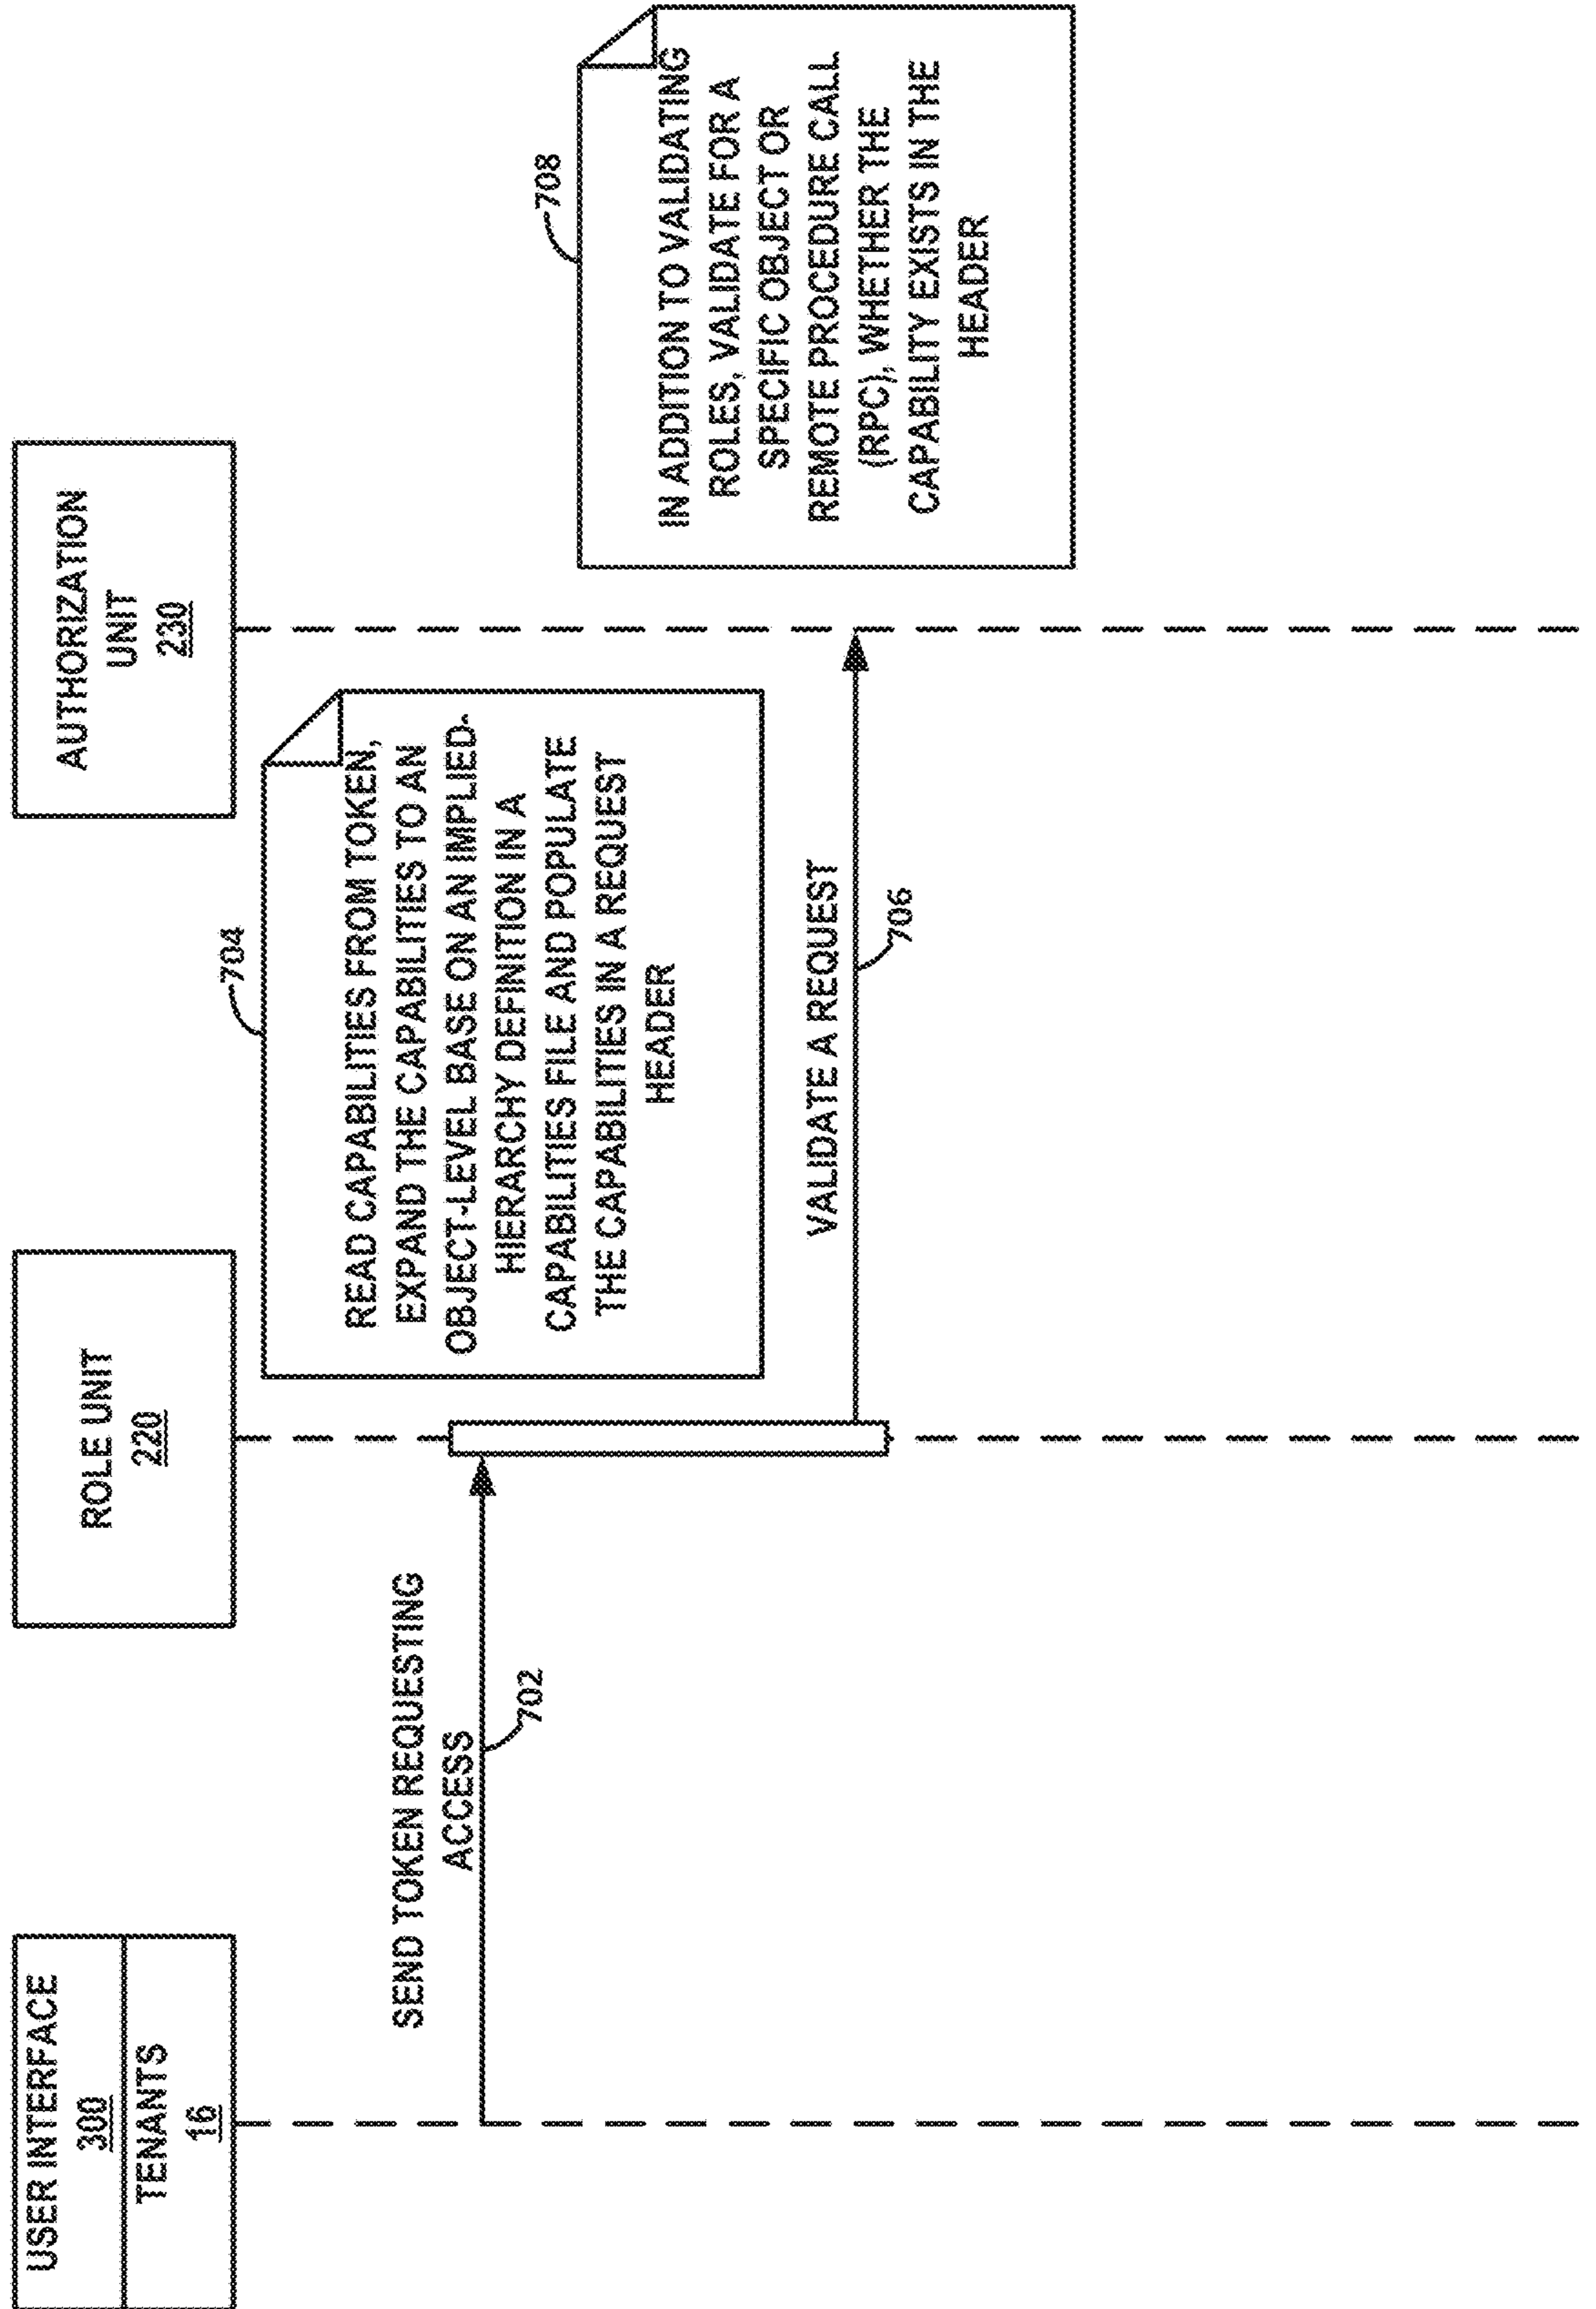 USER INTERFACE
300
TENANTS
16
ROLE UNIT
220
AUTHORIZATION
UNIT
230
SEND TOKEN REQUESTING
ACCESS
702
704
READ CAPABILITIES FROM TOKEN,
EXPAND THE CAPABILITIES TO AN
OBJECT-LEVEL BASE ON AN IMPLIED-
HIERARCHY DEFINITION IN A
CAPABILITIES FILE AND POPULATE
THE CAPABILITIES IN A REQUEST
HEADER
VALIDATE A REQUEST
706
708
IN ADDITION TO VALIDATING
ROLES, VALIDATE FOR A
SPECIFIC OBJECT OR
REMOTE PROCEDURE CALL
(RPC), WHETHER THE
CAPABILITY EXISTS IN THE
HEADER